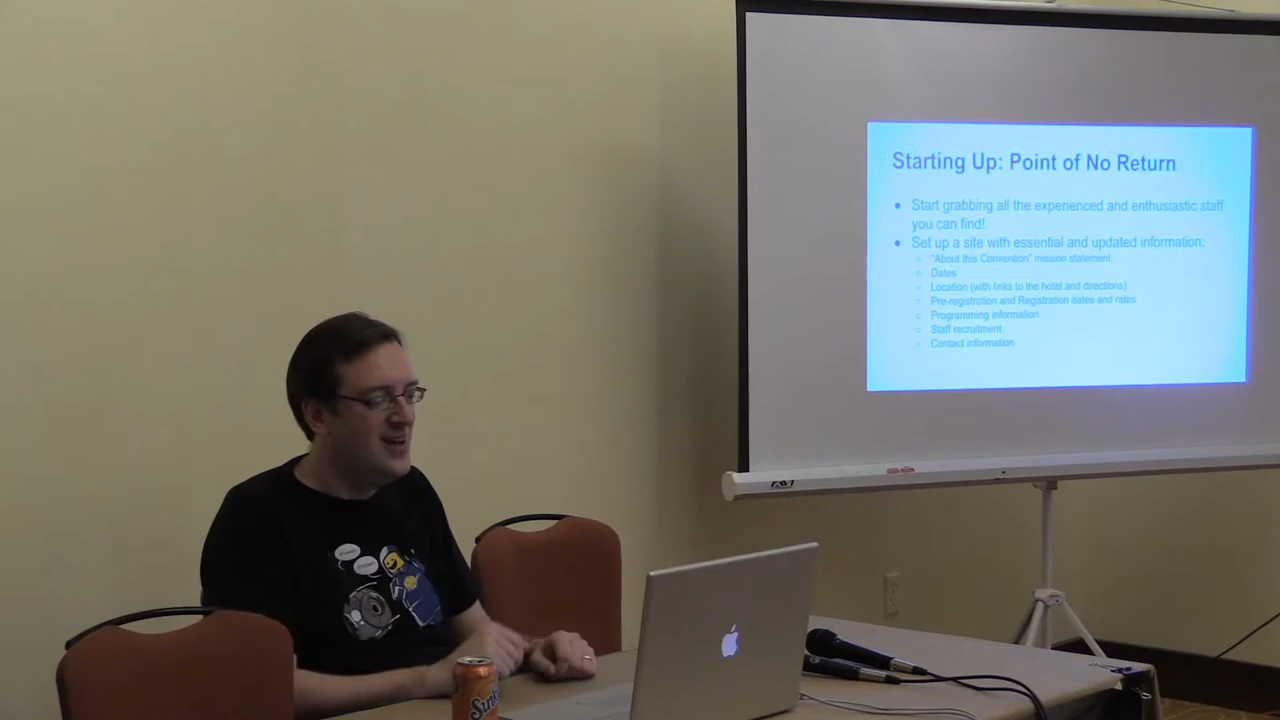 Starting Up: Point of No Return
● Start grabbing all the experienced and enthusiastic staff
you can find!
● Set up a site with essential and updated information:
○ "About this Convention" mission statement
○ Dates
○ Location (with links to the hotel and directions)
○ Pre-registration and Registration dates and rates
○ Programming information
○ Staff recruitment
○ Contact information